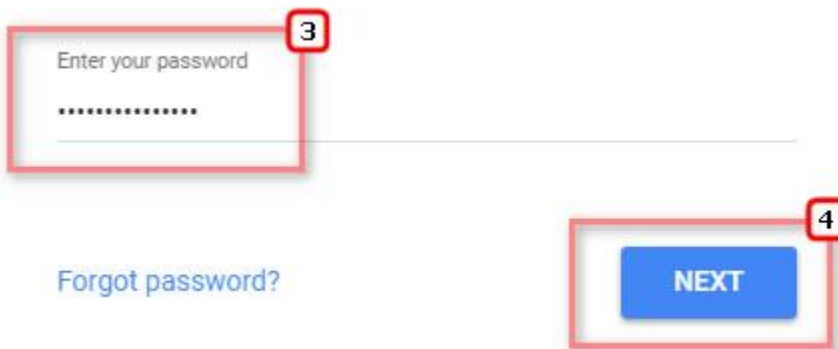 3
Enter your password
•••••••••••••••
4
Forgot password?
NEXT